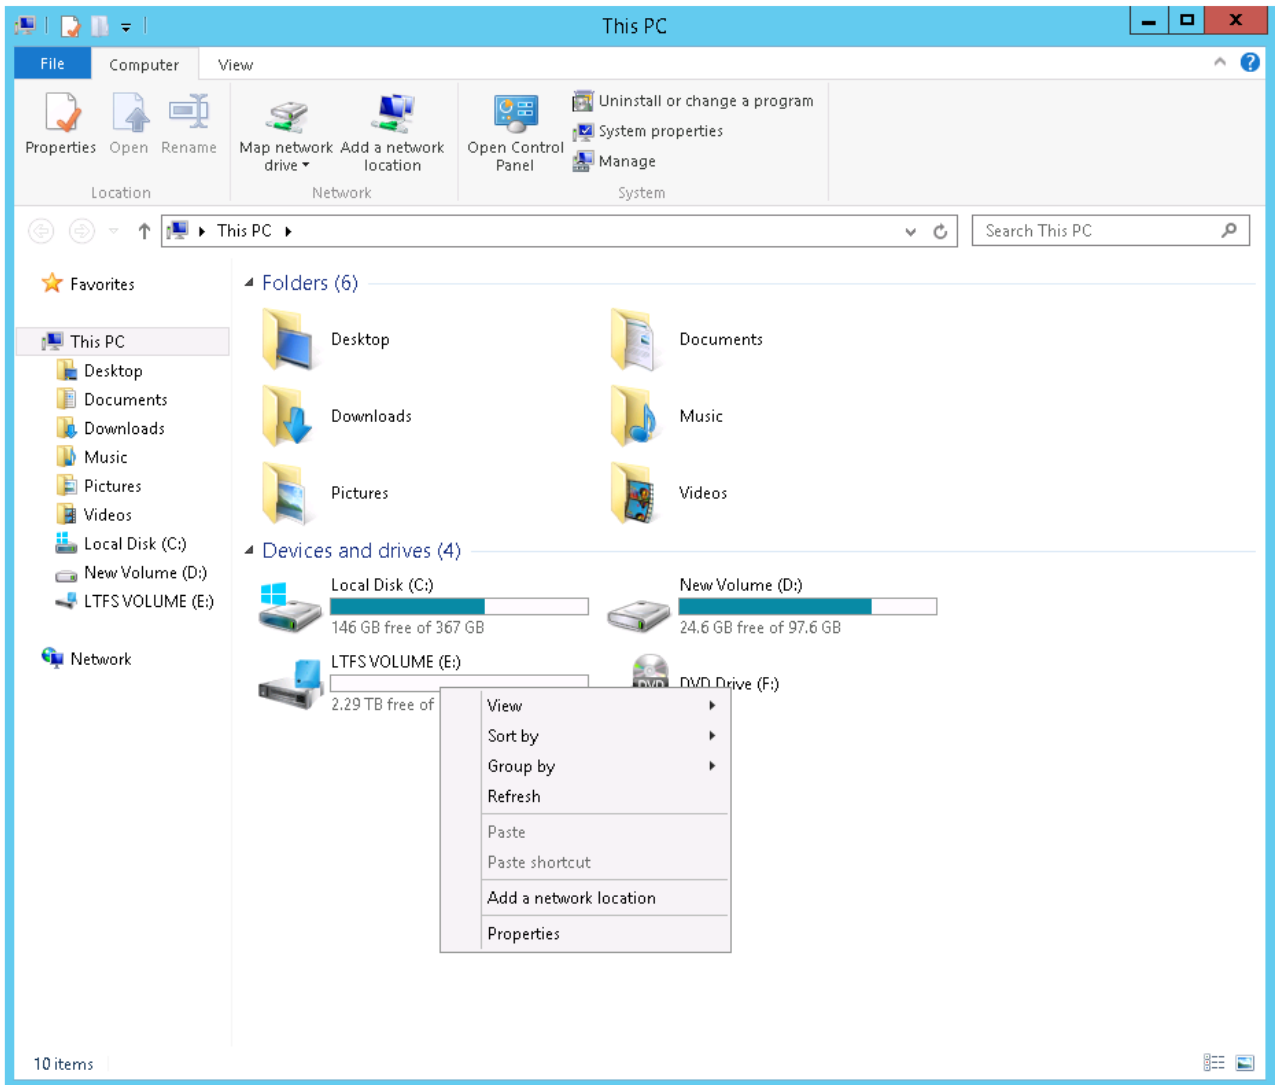 This PC
File
Computer
View
Properties
Open
Rename
Map network drive
Add a network location
Open Control Panel
Uninstall or change a program
System properties
Manage
Location
Network
System
This PC
Search This PC
Favorites
This PC
Desktop
Documents
Downloads
Music
Pictures
Videos
Local Disk (C:)
New Volume (D:)
LTFS VOLUME (E:)
Network
Folders (6)
Desktop
Documents
Downloads
Music
Pictures
Videos
Devices and drives (4)
Local Disk (C:)
146 GB free of 367 GB
New Volume (D:)
24.6 GB free of 97.6 GB
LTFS VOLUME (E:)
2.29 TB free of
DVD
DVD Drive (F:)
View
Sort by
Group by
Refresh
Paste
Paste shortcut
Add a network location
Properties
10 items